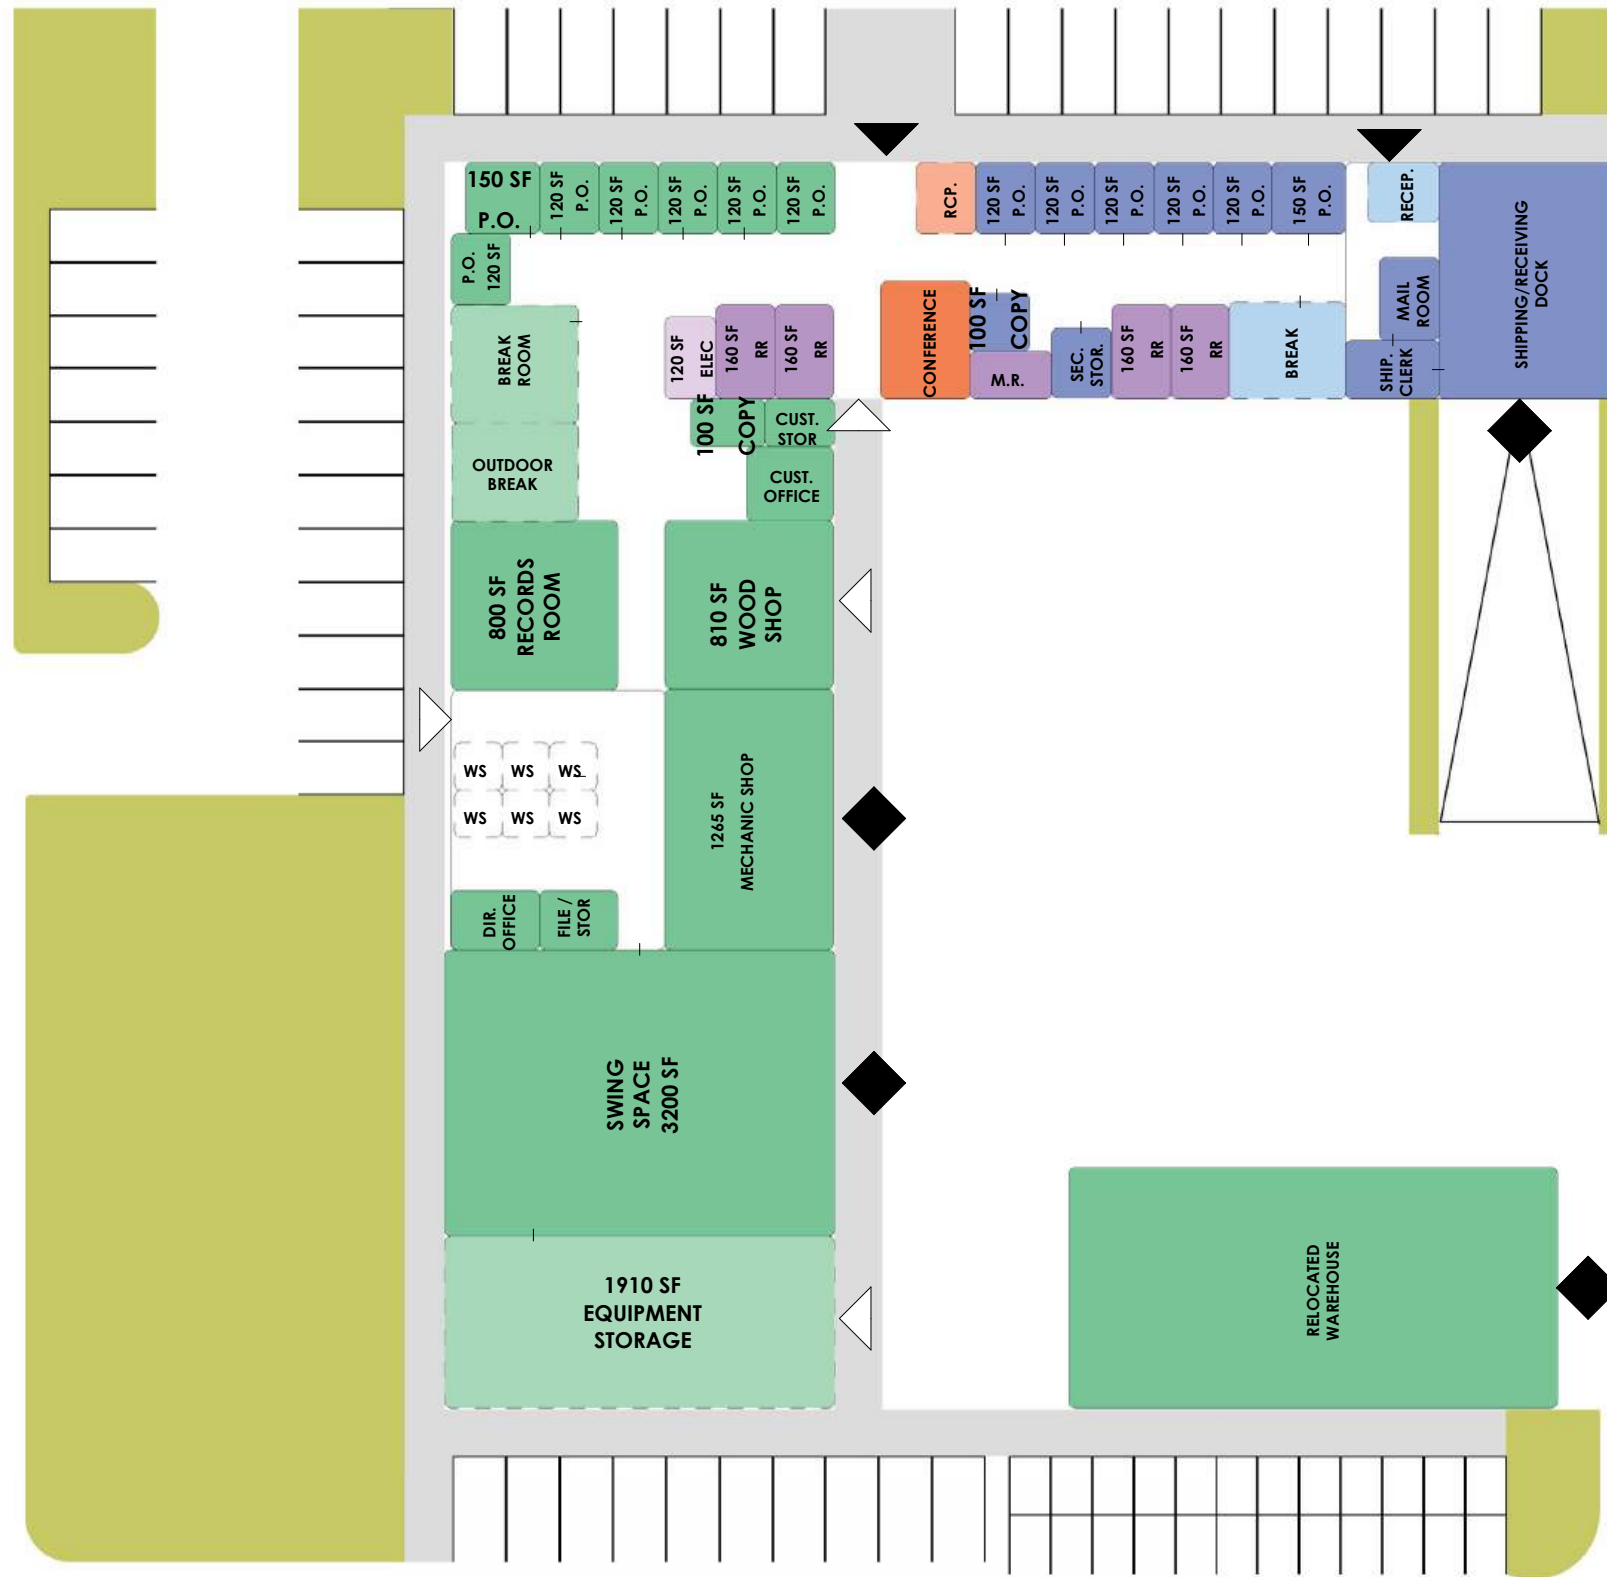 150 SF
P.O.
120 SF
P.O.
120 SF
P.O.
120 SF
P.O.
120 SF
P.O.
120 SF
P.O.
RCP.
120 SF
P.O.
120 SF
P.O.
120 SF
P.O.
120 SF
P.O.
120 SF
P.O.
150 SF
P.O.
RECEP.
SHIPPING/RECEIVING
DOCK
P.O.
120 SF
MAIL
ROOM
BREAK
ROOM
120 SF
ELEC
160 SF
RR
160 SF
RR
CONFERENCE
100 SF
COPY
M.R.
SEC.
STOR.
160 SF
RR
160 SF
RR
BREAK
SHIP.
CLERK
100 SF
COPY
CUST.
STOR
OUTDOOR
BREAK
CUST.
OFFICE
800 SF
RECORDS
ROOM
810 SF
WOOD
SHOP
WS
WS
WS
WS
WS
WS
1265 SF
MECHANIC SHOP
DIR.
OFFICE
FILE /
STOR
SWING
SPACE
3200 SF
1910 SF
EQUIPMENT
STORAGE
RELOCATED
WAREHOUSE